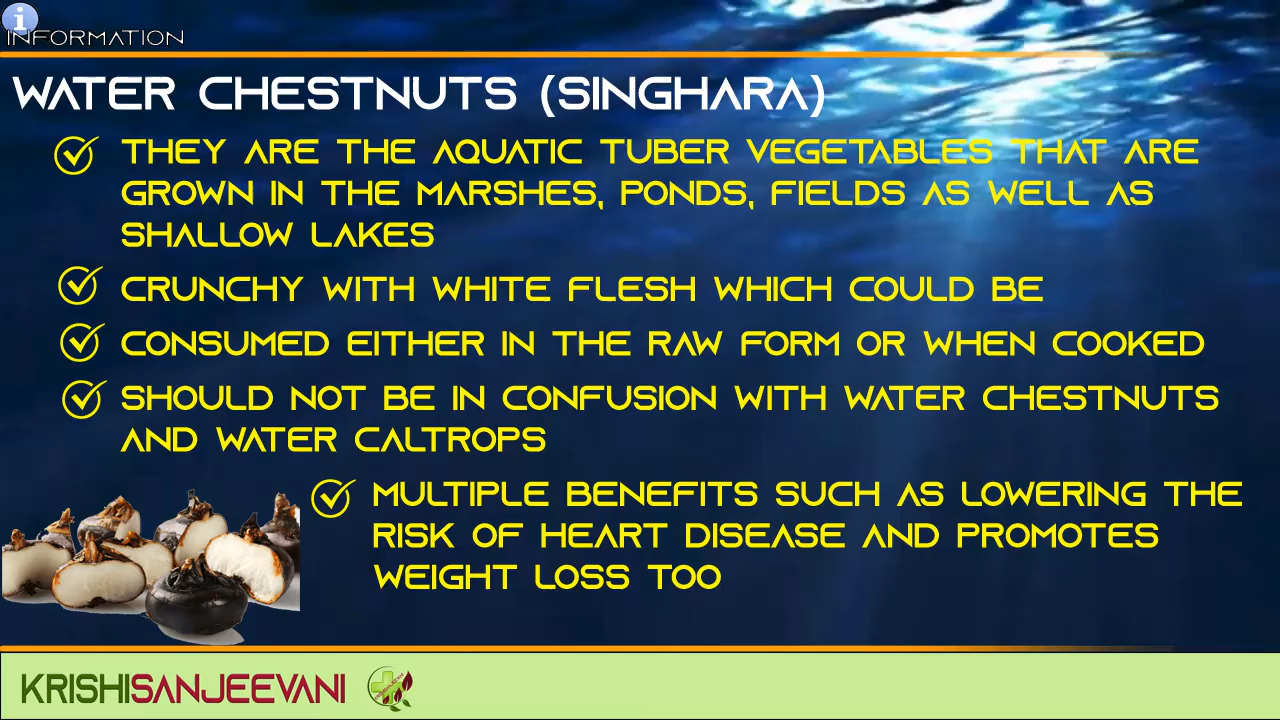 INFORMATION
WATER CHESTNUTS (SINGHARA)
THEY ARE THE AQUATIC TUBER VEGETABLES THAT ARE
GROWN IN THE MARSHES, PONDS, FIELDS AS WELL AS
SHALLOW LAKES
CRUNCHY WITH WHITE FLESH WHICH COULD BE
CONSUMED EITHER IN THE RAW FORM OR WHEN COOKED
SHOULD NOT BE IN CONFUSION WITH WATER CHESTNUTS
AND WATER CALTROPS
MULTIPLE BENEFITS SUCH AS LOWERING THE
RISK OF HEART DISEASE AND PROMOTES
WEIGHT LOSS TOO
KRISHISANJEEVANI